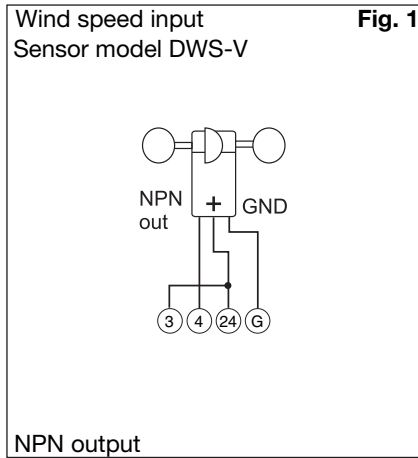 Wind speed input Fig. 1
Sensor model DWS-V
NPN out + GND
3 4 24 G
NPN output